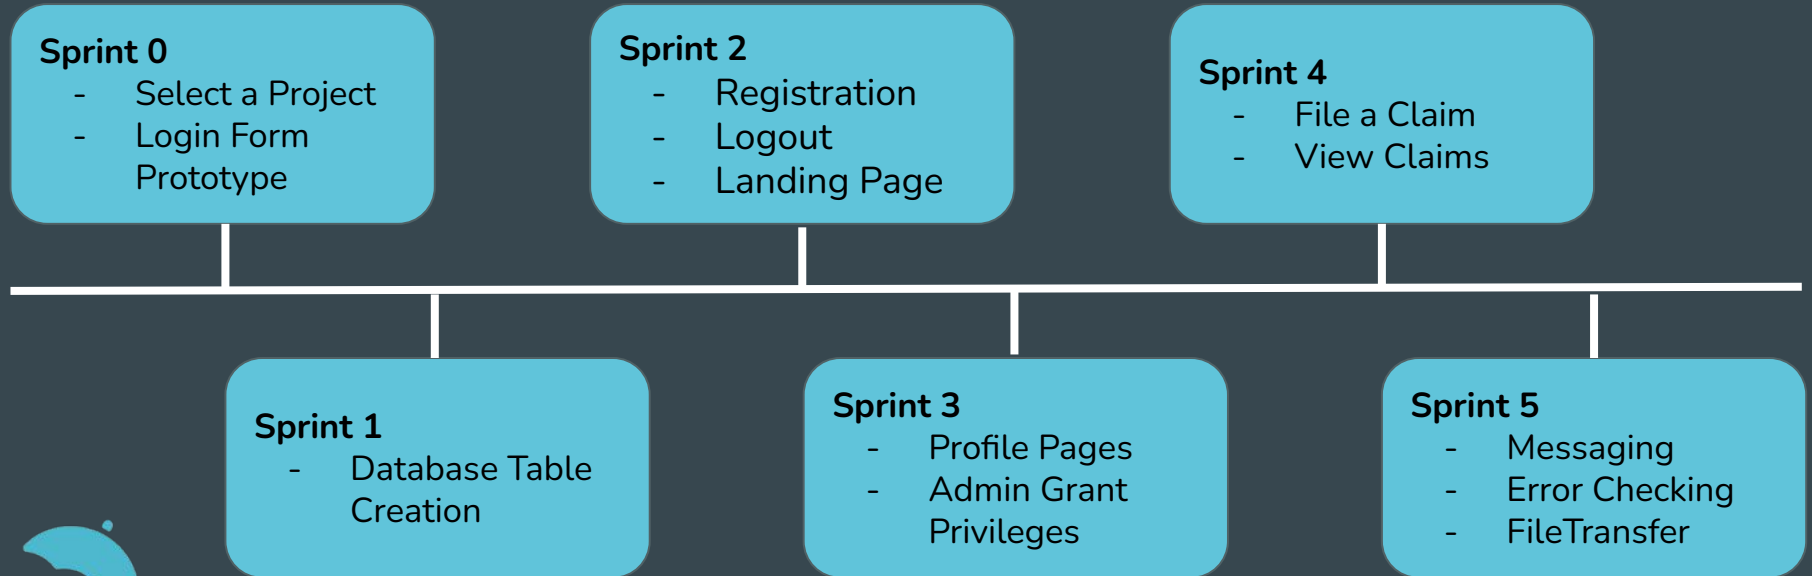 Sprint 0
- Select a Project
- Login Form
Prototype
Sprint 2
- Registration
- Logout
- Landing Page
Sprint 4
- File a Claim
- View Claims
Sprint 1
- Database Table
Creation
Sprint 3
- Profile Pages
- Admin Grant
Privileges
Sprint 5
- Messaging
- Error Checking
- FileTransfer